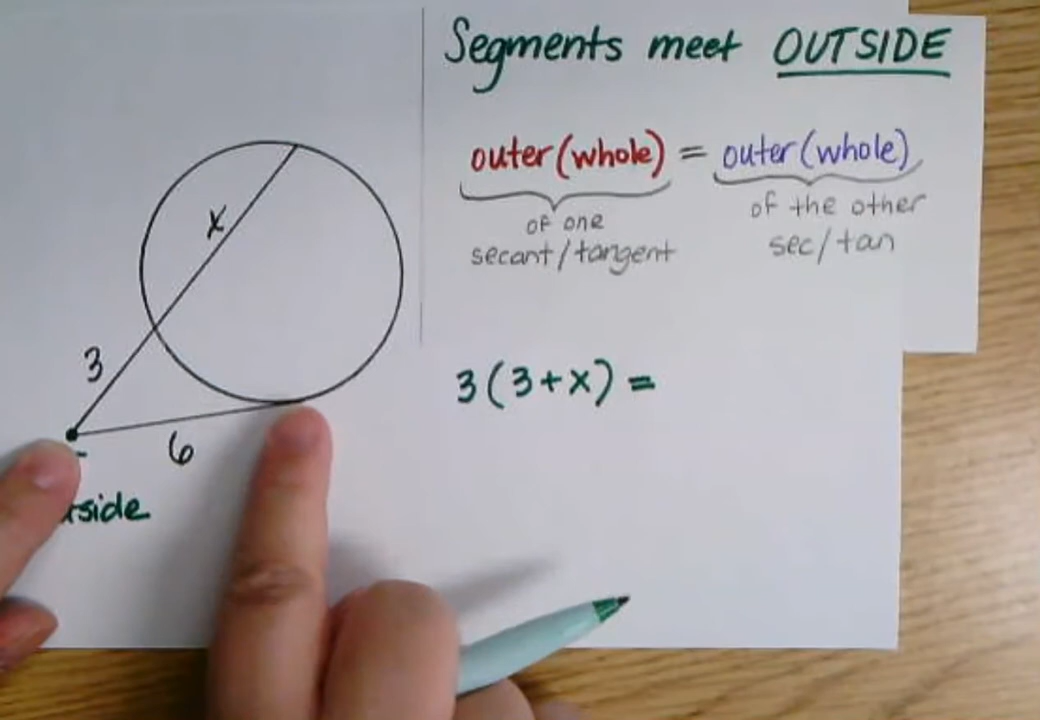 Segments meet OUTSIDE
outer (whole) = outer (whole)
of one
secant/tangent
of the other
sec/tan
x
3
6
3(3+x) =